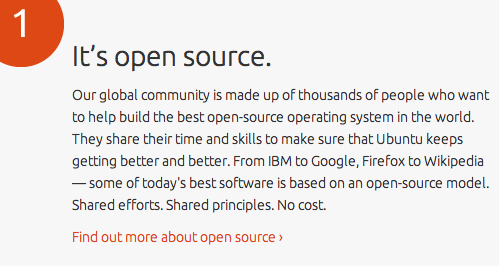 1
It’s open source.
Our global community is made up of thousands of people who want
to help build the best open-source operating system in the world.
They share their time and skills to make sure that Ubuntu keeps
getting better and better. From IBM to Google, Firefox to Wikipedia
— some of today's best software is based on an open-source model.
Shared efforts. Shared principles. No cost.
Find out more about open source ›